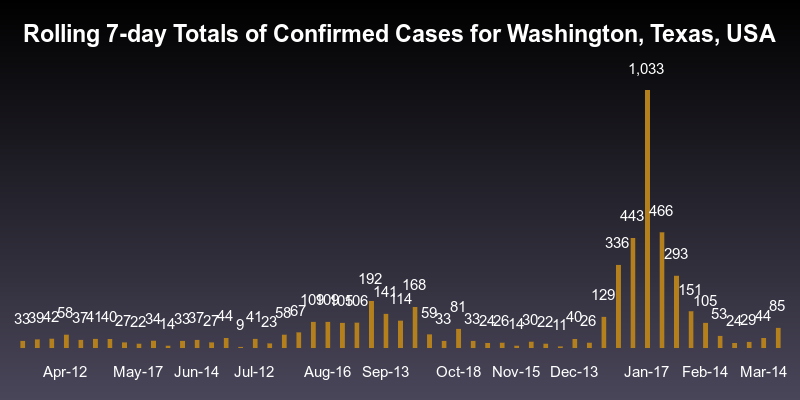 Rolling 7-day Totals of Confirmed Cases for Washington, Texas, USA
33 39 42 58 37 41 40 27 22 34 14 33 37 27 44 9 41 23 58 67 109 109 105 106 192 141 114 168 59 33 81 33 24 26 14 30 22 11 40 26 129 336 443 1,033 466 293 151 105 53 24 29 44 85
Apr-12 May-17 Jun-14 Jul-12 Aug-16 Sep-13 Oct-18 Nov-15 Dec-13 Jan-17 Feb-14 Mar-14